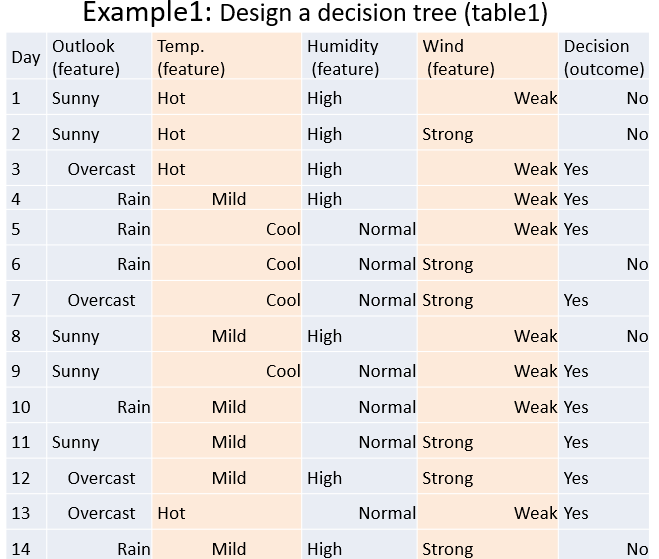 Example1: Design a decision tree (table1)
Day Outlook (feature) Temp. (feature) Humidity (feature) Wind (feature) Decision (outcome)
1 Sunny Hot High Weak No
2 Sunny Hot High Strong No
3 Overcast Hot High Weak Yes
4 Rain Mild High Weak Yes
5 Rain Cool Normal Weak Yes
6 Rain Cool Normal Strong No
7 Overcast Cool Normal Strong Yes
8 Sunny Mild High Weak No
9 Sunny Cool Normal Weak Yes
10 Rain Mild Normal Weak Yes
11 Sunny Mild Normal Strong Yes
12 Overcast Mild High Strong Yes
13 Overcast Hot Normal Weak Yes
14 Rain Mild High Strong No